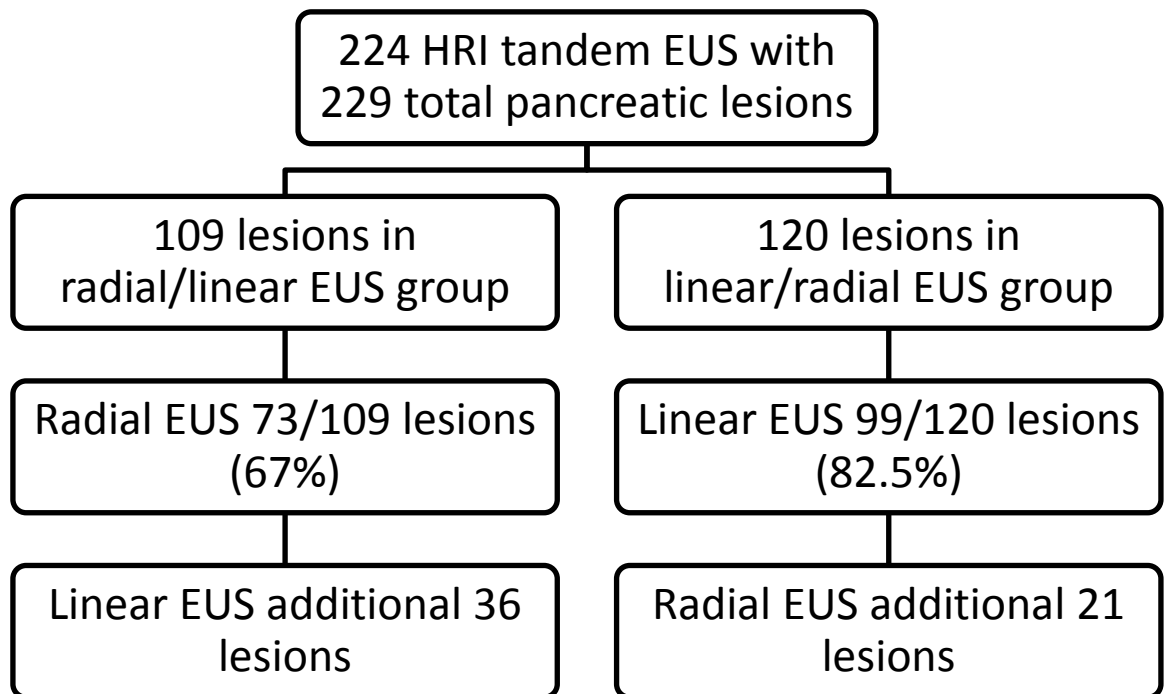 224 HRI tandem EUS with
229 total pancreatic lesions
109 lesions in
radial/linear EUS group
120 lesions in
linear/radial EUS group
Radial EUS 73/109 lesions
(67%)
Linear EUS 99/120 lesions
(82.5%)
Linear EUS additional 36
lesions
Radial EUS additional 21
lesions